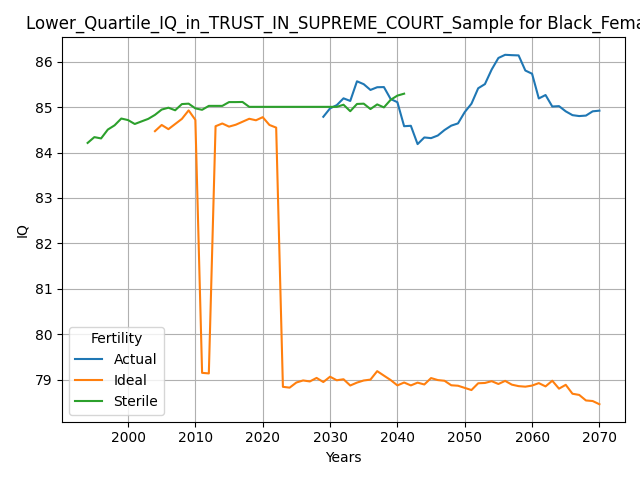 Lower_Quartile_IQ_in_TRUST_IN_SUPREME_COURT_Sample for Black_Fema
86
85
84
83
82
81
80
79
IQ
Fertility
Actual
Ideal
Sterile
2000 2010 2020 2030 2040 2050 2060 2070
Years